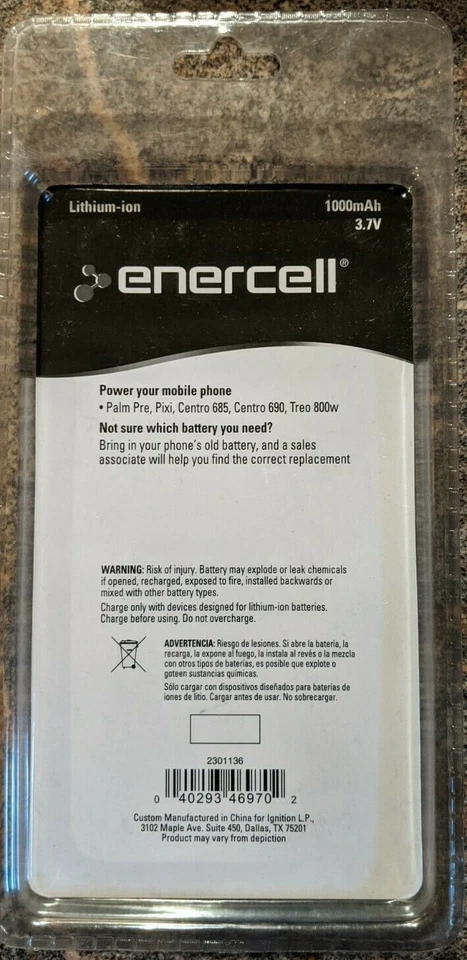 Lithium-ion 1000mAh
3.7V
enercell®
Power your mobile phone
• Palm Pre, Pixi, Centro 685, Centro 690, Treo 800w
Not sure which battery you need?
Bring in your phone's old battery, and a sales
associate will help you find the correct replacement
WARNING: Risk of injury. Battery may explode or leak chemicals
if opened, recharged, exposed to fire, installed backwards or
mixed with other battery types.
Charge only with devices designed for lithium-ion batteries.
Charge before using. Do not overcharge.
ADVERTENCIA: Riesgo de lesiones. Si abre la batería, la
recarga, la expone al fuego, la instala al revés o la mezcla
con otros tipos de baterías, es posible que explote o
goteen sustancias químicas.
Sólo cargar con dispositivos diseñados para baterías de
iones de litio. Cargar antes de usar. No sobrecargar.
2301136
0 40293 46970 2
Custom Manufactured in China for Ignition L.P.,
3102 Maple Ave. Suite 450, Dallas, TX 75201
Product may vary from depiction